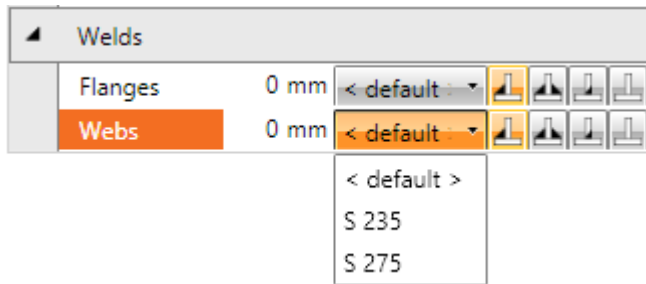 Welds
Flanges 0 mm < default
Webs 0 mm < default
< default >
S 235
S 275